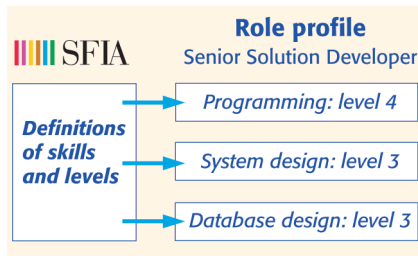 SFIA
Role profile
Senior Solution Developer
Definitions
of skills
and levels
Programming: level 4
System design: level 3
Database design: level 3